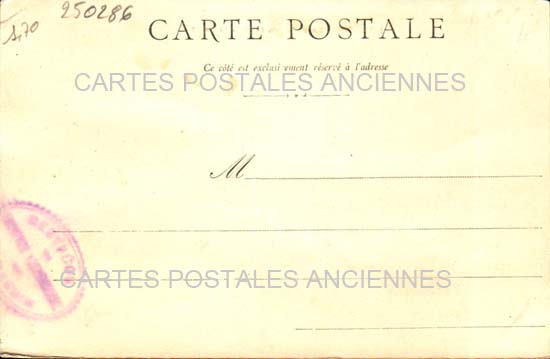 250286
1,70
CARTE POSTALE
Ce côté est exclusivement réservé à l'adresse
CARTES POSTALES ANCIENNES
M
CARTES POSTALES ANCIENNES